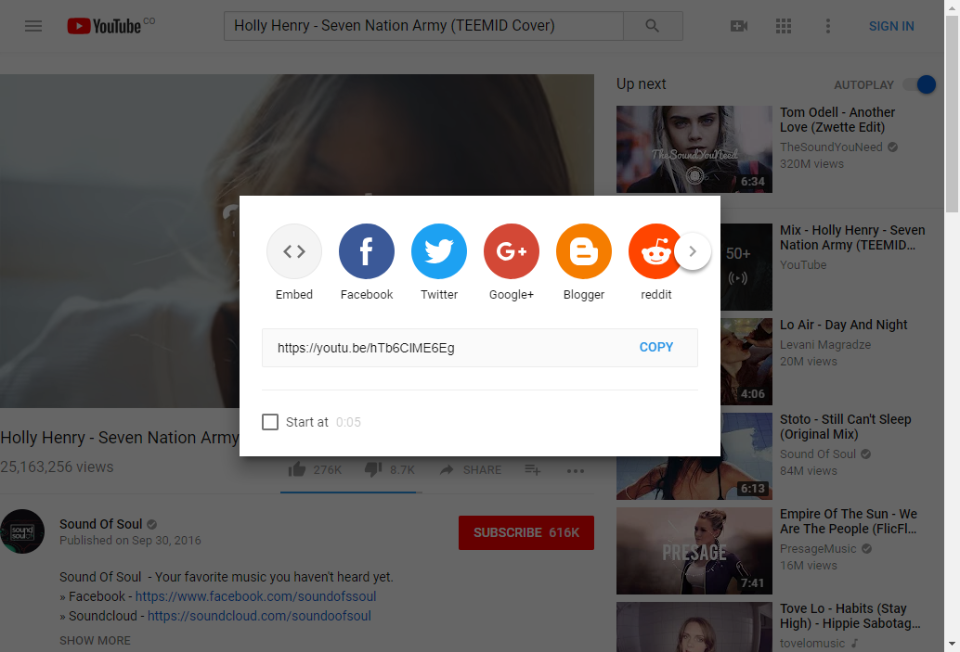 YouTube CO
Holly Henry - Seven Nation Army (TEEMID Cover)
SIGN IN
Up next
AUTOPLAY
TheSoundYouNeed
6:34
Tom Odell - Another
Love (Zwette Edit)
TheSoundYouNeed
320M views
50+
Mix - Holly Henry - Seven
Nation Army (TEEMID...
YouTube
4:06
Lo Air - Day And Night
Levani Magradze
20M views
6:13
Stoto - Still Can't Sleep
(Original Mix)
Sound Of Soul
84M views
PRESAGE
7:41
Empire Of The Sun - We
Are The People (FlicFl...
PresageMusic
16M views
Tove Lo - Habits (Stay
High) - Hippie Sabotag...
tovelomusic
Embed
Facebook
Twitter
G+
Google+
Blogger
reddit
https://youtu.be/hTb6CIME6Eg
COPY
Start at 0:05
Holly Henry - Seven Nation Army
25,163,256 views
276K
8.7K
SHARE
sound
soul
Sound Of Soul
Published on Sep 30, 2016
SUBSCRIBE 616K
Sound Of Soul - Your favorite music you haven't heard yet.
» Facebook - https://www.facebook.com/soundofssoul
» Soundcloud - https://soundcloud.com/soundoofsoul
SHOW MORE